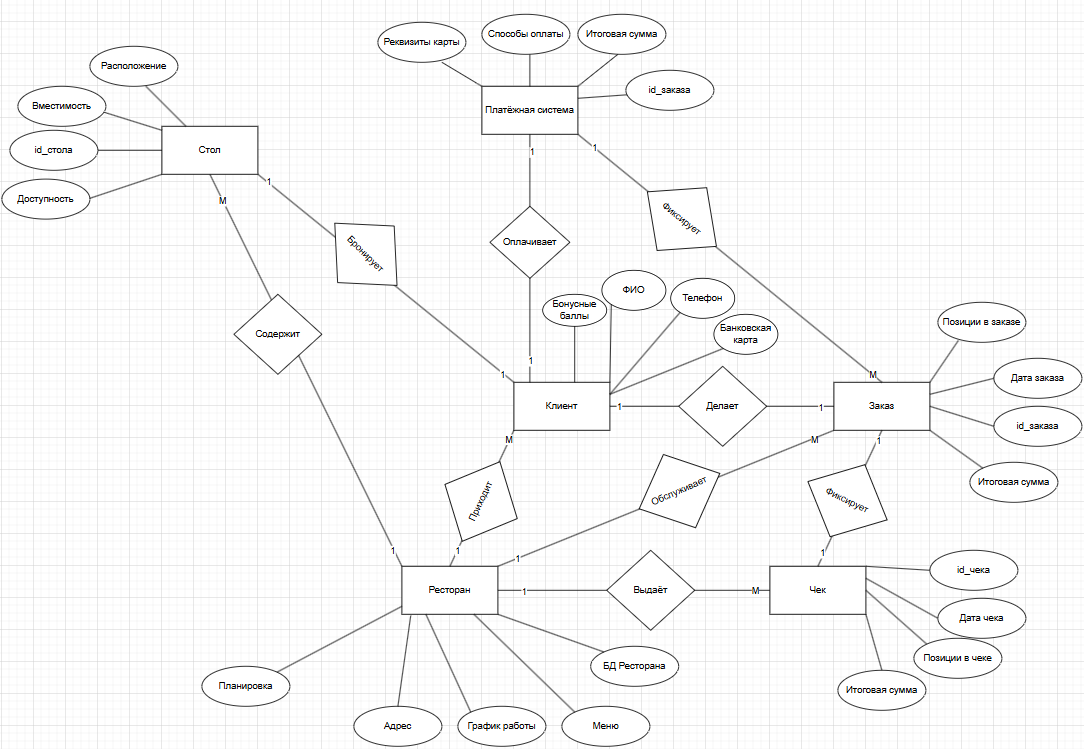 Реквизиты карты
Способы оплаты
Итоговая сумма
Расположение
id_заказа
Вместимость
Платёжная система
id_стола
Стол
1
1
1
Доступность
М
Фиксирует
Бронирует
Оплачивает
ФИО
Телефон
Бонусные
баллы
Позиции в заказе
Содержит
Банковская
карта
1
1
М
Дата заказа
Клиент
1
Делает
1
Заказ
id_заказа
М
М
1
Итоговая сумма
Приходит
Обслуживает
Фиксирует
1
1
1
1
id_чека
Ресторан
1
Выдаёт
М
Чек
Дата чека
Позиции в чеке
БД Ресторана
Планировка
Итоговая сумма
Адрес
График работы
Меню